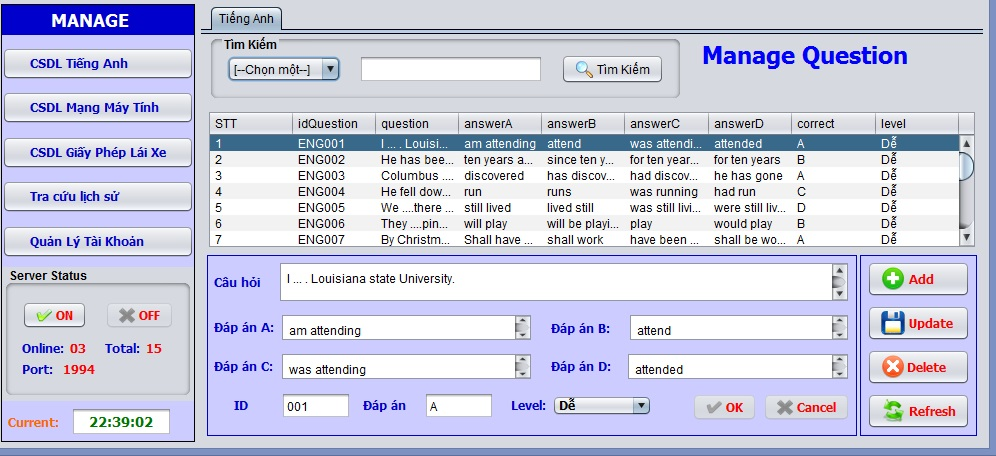 MANAGE
CSDL Tiếng Anh
CSDL Mạng Máy Tính
CSDL Giấy Phép Lái Xe
Tra cứu lịch sử
Quản Lý Tài Khoản
Server Status
ON OFF
Online: 03 Total: 15
Port: 1994
Current: 22:39:02
Tiếng Anh
Tìm Kiếm
[--Chọn một--] Tìm Kiếm
Manage Question
STT idQuestion question answerA answerB answerC answerD correct level
1 ENG001 I ... . Louisi... am attending attend was attendi... attended A Dễ
2 ENG002 He has bee... ten years a... since ten y... for ten year... for ten years B Dễ
3 ENG003 Columbus ... discovered has discov... had discov... he has gone A Dễ
4 ENG004 He fell dow... run runs was running had run C Dễ
5 ENG005 We ....there ... still lived lived still was still livi... were still liv... D Dễ
6 ENG006 They ....pin... will play will be playi... play would play B Dễ
7 ENG007 By Christm... Shall have ... shall work have been ... shall be wo... A Dễ
Câu hỏi I ... . Louisiana state University.
Đáp án A: am attending Đáp án B: attend
Đáp án C: was attending Đáp án D: attended
ID 001 Đáp án A Level: Dễ OK Cancel
Add
Update
Delete
Refresh